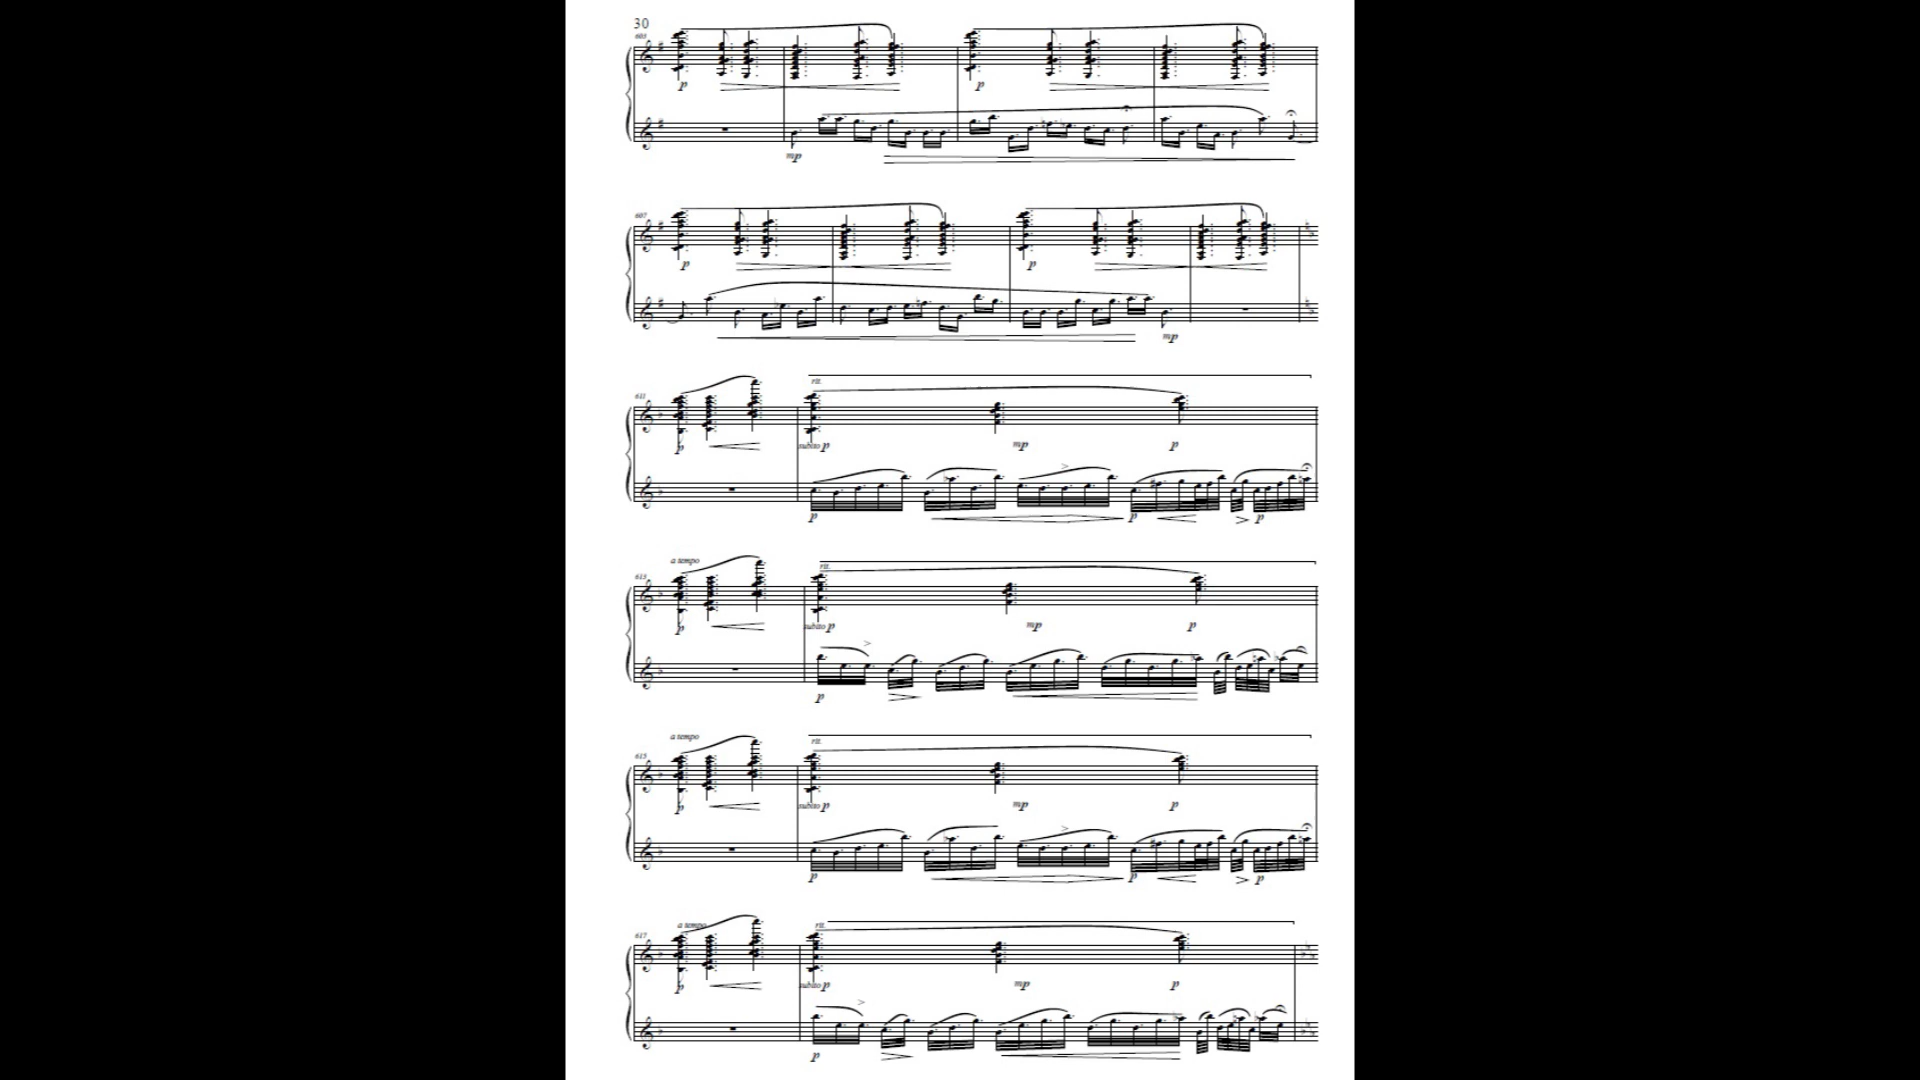 30
603
p p
mp
607
p p
mp
611 rit.
p subito p mp p
p p p
a tempo
613 rit.
p subito p mp p
p
a tempo
615 rit.
p subito p mp p
p p p
a tempo
617 rit.
p subito p mp p
p